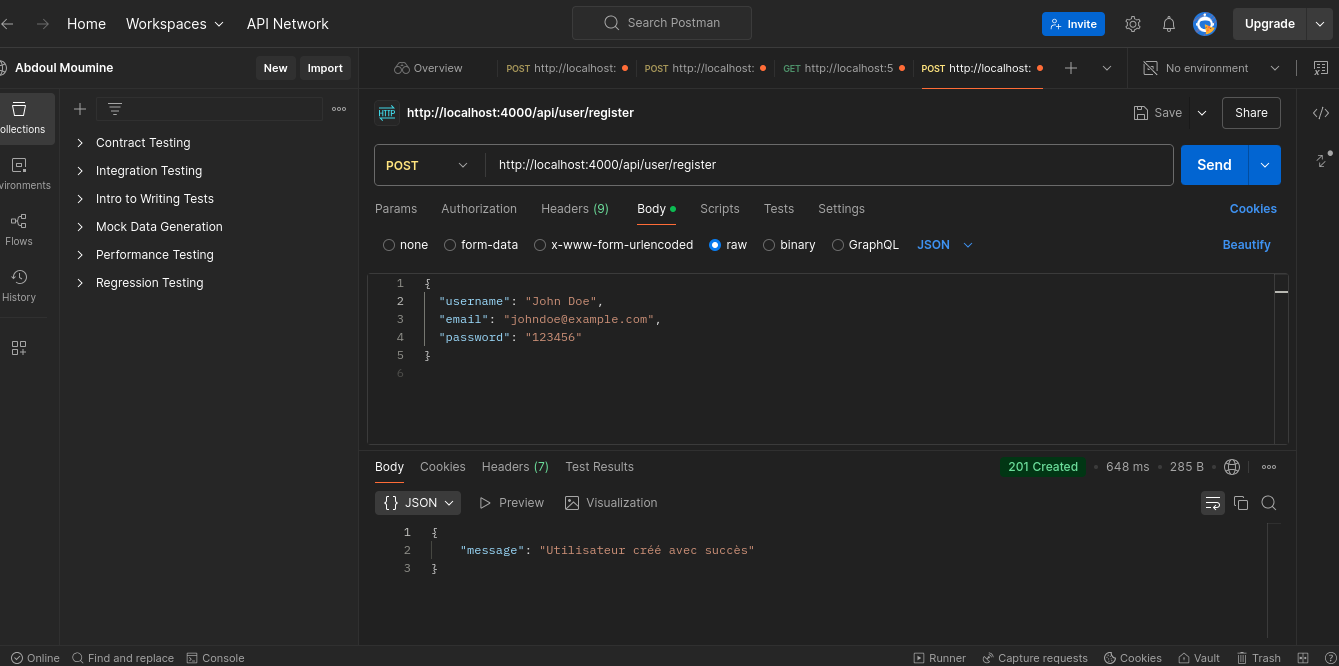 Home Workspaces API Network Search Postman Invite Upgrade
Abdoul Moumine New Import Overview POST http://localhost: POST http://localhost: GET http://localhost:5 POST http://localhost: No environment
HTTP http://localhost:4000/api/user/register Save Share
ollections
vironments
Flows
History
Contract Testing
Integration Testing
Intro to Writing Tests
Mock Data Generation
Performance Testing
Regression Testing
POST http://localhost:4000/api/user/register Send
Params Authorization Headers (9) Body Scripts Tests Settings Cookies
none form-data x-www-form-urlencoded raw binary GraphQL JSON Beautify
1 {
2 "username": "John Doe",
3 "email": "johndoe@example.com",
4 "password": "123456"
5 }
6
Body Cookies Headers (7) Test Results 201 Created 648 ms 285 B
{} JSON Preview Visualization
1 {
2 "message": "Utilisateur créé avec succès"
3 }
Online Find and replace Console Runner Capture requests Cookies Vault Trash